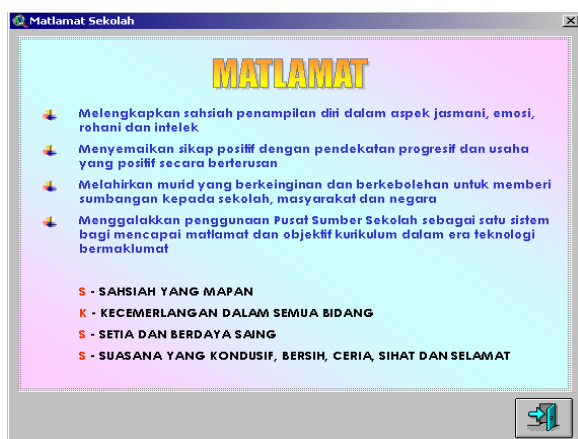 Matlamat Sekolah
MATLAMAT
Melengkapkan sahsiah penampilan diri dalam aspek jasmani, emosi,
rohani dan intelek
Menyemaikan sikap positif dengan pendekatan progresif dan usaha
yang positif secara berterusan
Melahirkan murid yang berkeinginan dan berkebolehan untuk memberi
sumbangan kepada sekolah, masyarakat dan negara
Menggalakkan penggunaan Pusat Sumber Sekolah sebagai satu sistem
bagi mencapai matlamat dan objektif kurikulum dalam era teknologi
bermaklumat
S - SAHSIAH YANG MAPAN
K - KECEMERLANGAN DALAM SEMUA BIDANG
S - SETIA DAN BERDAYA SAING
S - SUASANA YANG KONDUSIF, BERSIH, CERIA, SIHAT DAN SELAMAT